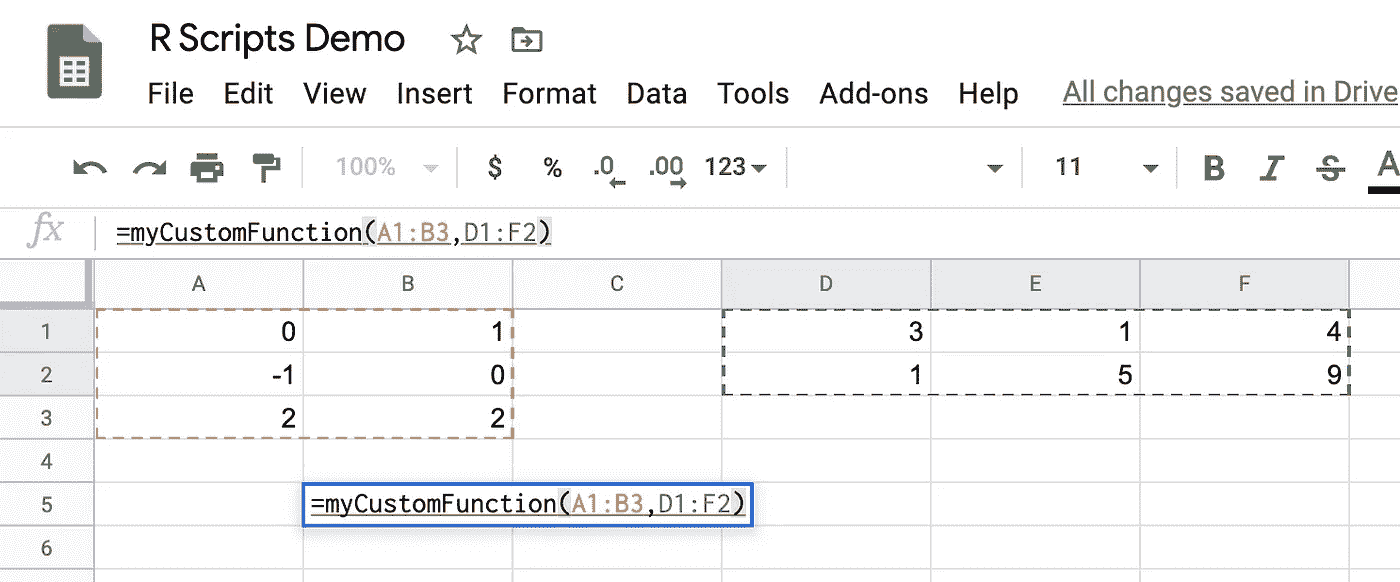 R Scripts Demo
File Edit View Insert Format Data Tools Add-ons Help All changes saved in Drive
100% $ % .0 .00 123 11 B I S A
fx =myCustomFunction(A1:B3,D1:F2)
A B C D E F
1 0 1 3 1 4
2 -1 0 1 5 9
3 2 2
4
5 =myCustomFunction(A1:B3,D1:F2)
6